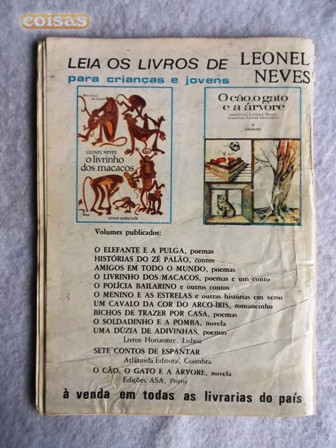 coisas
LEIA OS LIVROS DE LEONEL NEVES
para crianças e jovens
LEONEL NEVES
o livrinho
dos macacos
O cão, o gato
e a árvore
Volumes publicados:
O ELEFANTE E A PULGA, poemas
HISTÓRIAS DO ZÉ PALÃO, contos
AMIGOS EM TODO O MUNDO, poemas
O LIVRINHO DOS MACACOS, poemas e um conto
O POLÍCIA BAILARINO e outros contos
O MENINO E AS ESTRELAS e outras histórias em verso
UM CAVALO DA COR DO ARCO-ÍRIS, romancinho
BICHOS DE TRAZER POR CASA, poemas
O SOLDADINHO E A POMBA, novela
UMA DÚZIA DE ADIVINHAS, poemas
Livros Horizonte, Lisboa
SETE CONTOS DE ESPANTAR
Atlântida Editora, Coimbra
O CÃO, O GATO E A ÁRVORE, novela
Edições ASA, Porto
à venda em todas as livrarias do país